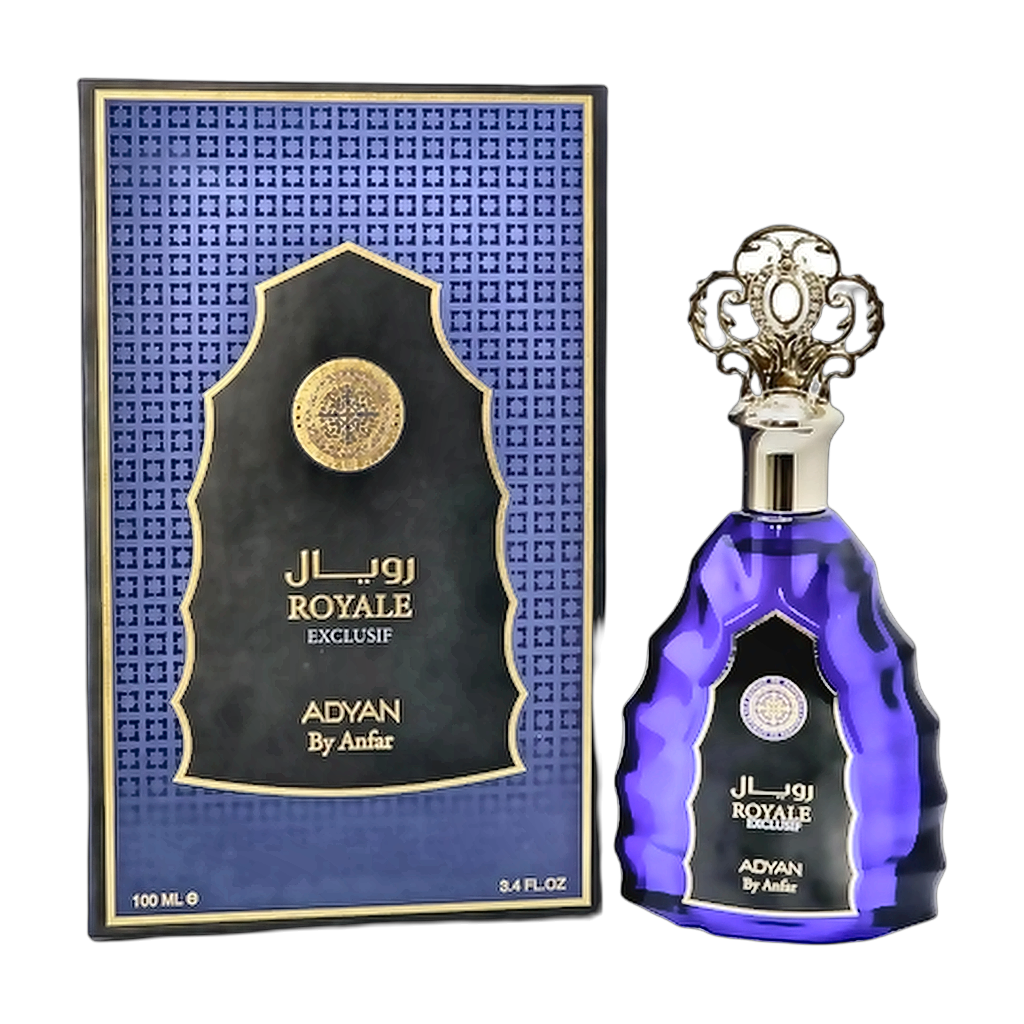 رويال
ROYALE
EXCLUSIF
ADYAN
By Anfar
100 ML e
3.4 FL.OZ
رويال
ROYALE
EXCLUSIF
ADYAN
By Anfar